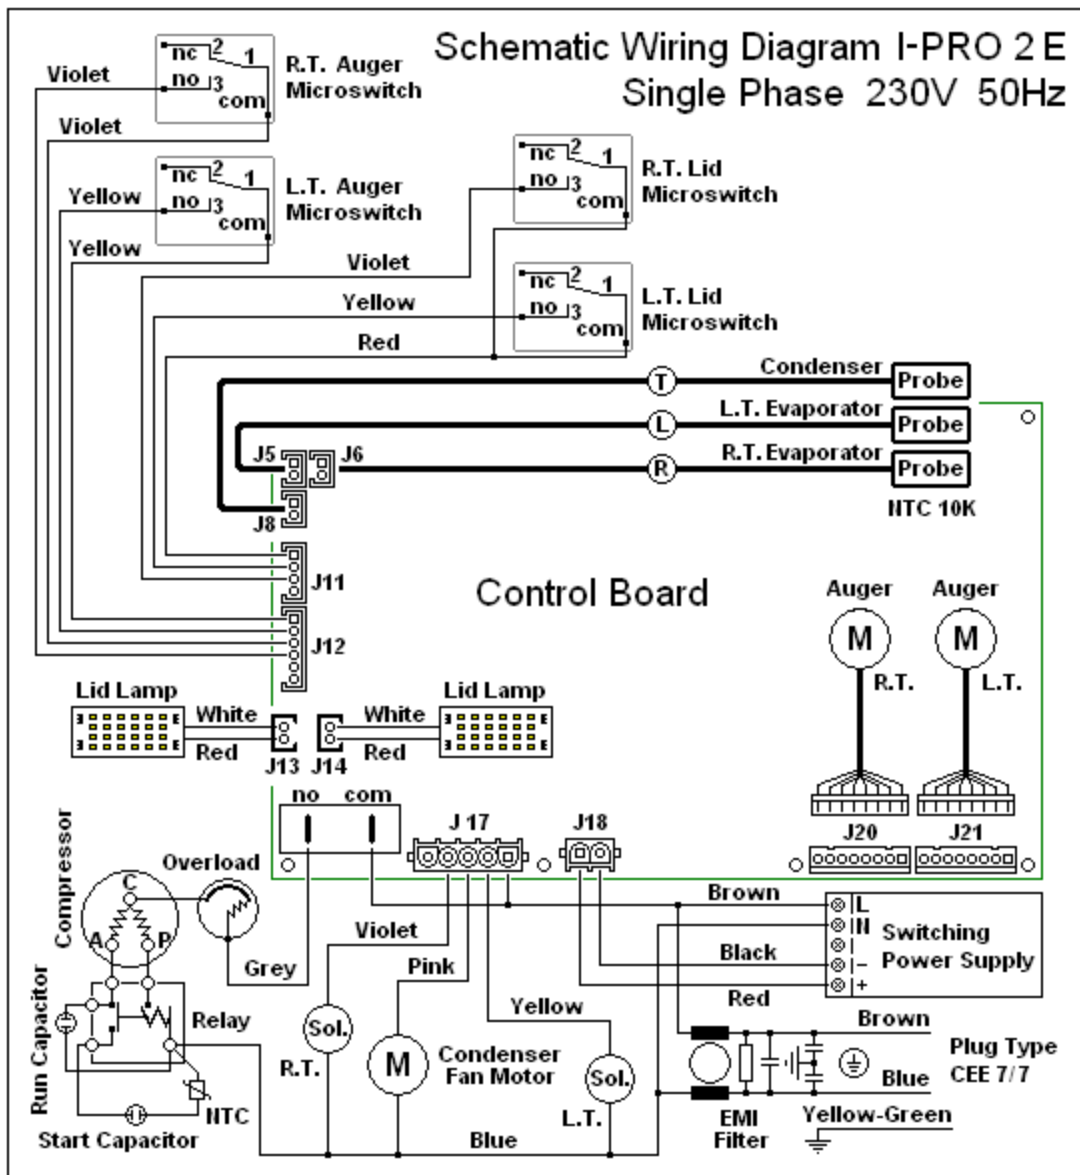 Schematic Wiring Diagram I-PRO 2 E
Single Phase 230V 50Hz
nc 2 1
no 3
com
R.T. Auger
Microswitch
Violet
Violet
nc 2 1
no 3
com
L.T. Auger
Microswitch
Yellow
Yellow
nc 2 1
no 3
com
R.T. Lid
Microswitch
Violet
nc 2 1
no 3
com
L.T. Lid
Microswitch
Yellow
Red
T
Condenser
Probe
L
L.T. Evaporator
Probe
J5
J6
R
R.T. Evaporator
Probe
NTC 10K
J8
J11
J12
Control Board
Auger
M
R.T.
Auger
M
L.T.
Lid Lamp
White
Red
J13
J14
Lid Lamp
White
Red
no com
J 17
J18
J20
J21
Compressor
C
A P
Overload
Grey
Violet
Pink
Yellow
Brown
Black
Red
L
N
|
–
+
Switching
Power Supply
Run Capacitor
Relay
NTC
Start Capacitor
Sol.
R.T.
M
Condenser
Fan Motor
Sol.
L.T.
Blue
EMI
Filter
Brown
Blue
Yellow-Green
Plug Type
CEE 7/7